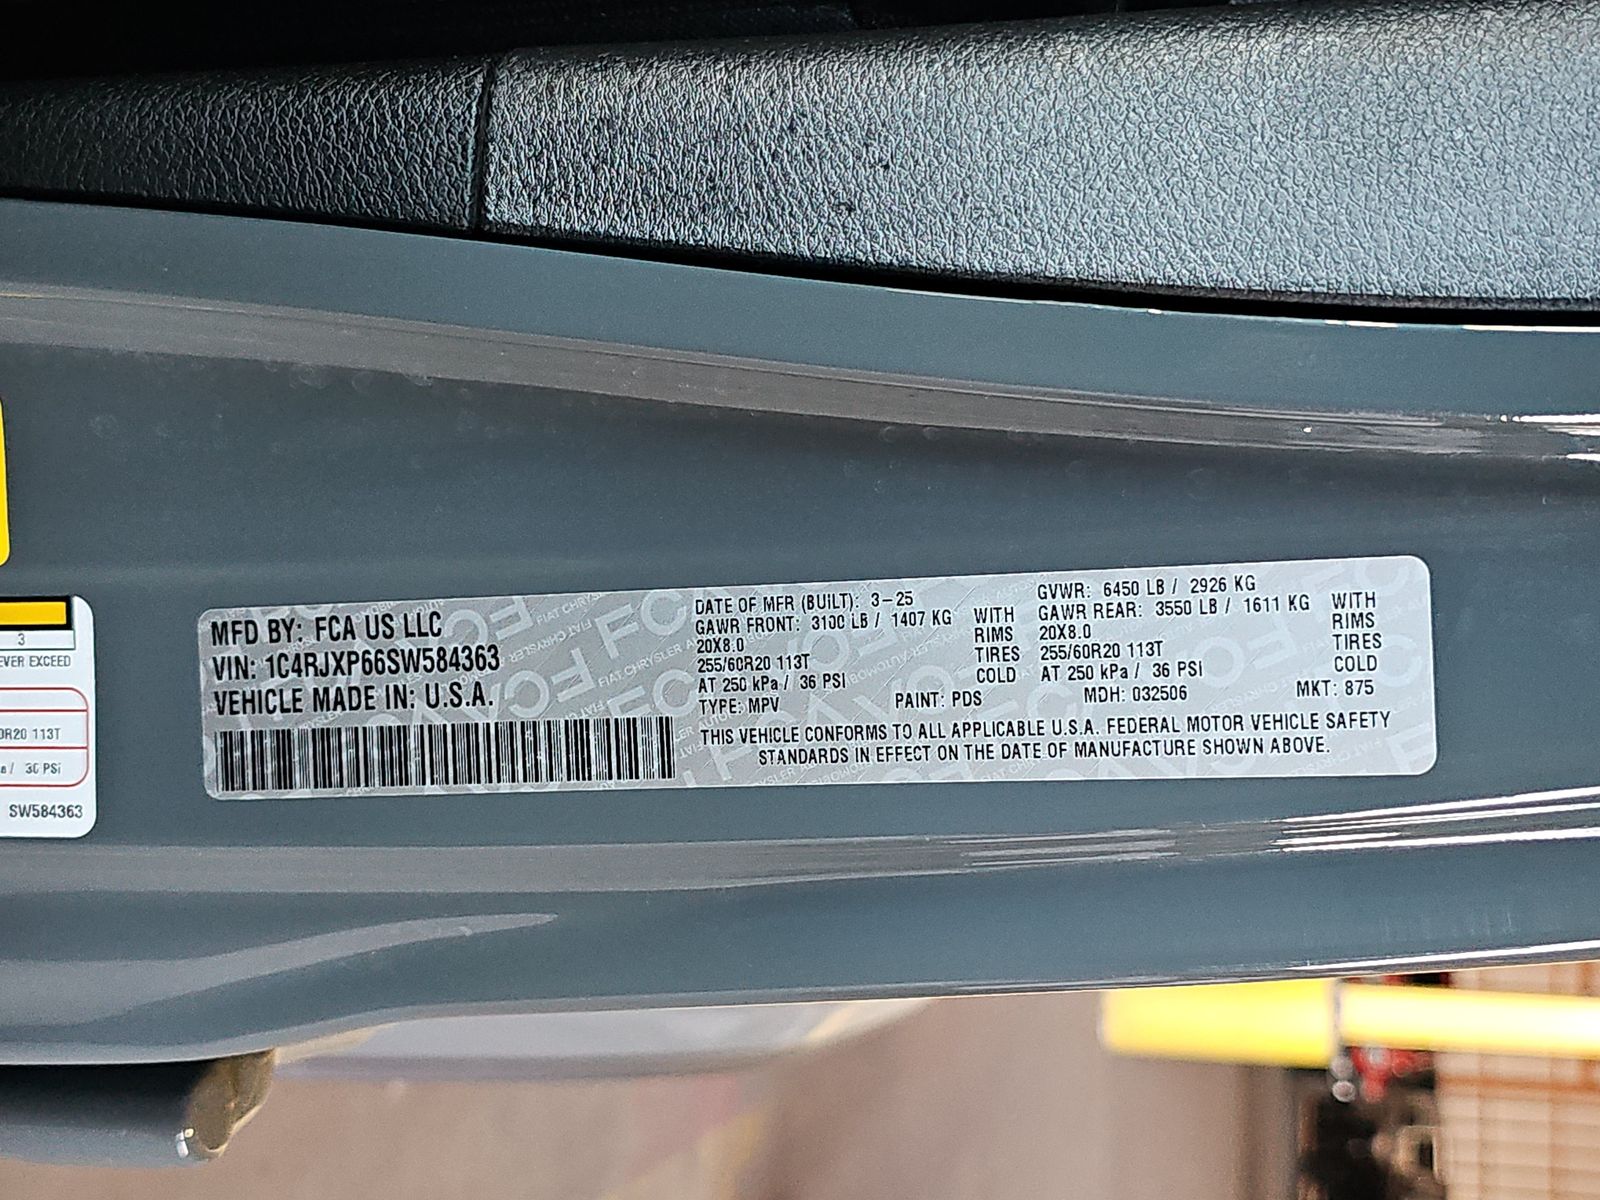 MFD BY: FCA US LLC
VIN: 1C4RJXP66SW584363
VEHICLE MADE IN: U.S.A.
DATE OF MFR (BUILT): 3-25
GAWR FRONT: 3100 LB / 1407 KG WITH
20X8.0 RIMS
255/60R20 113T TIRES
AT 250 kPa / 36 PSI COLD
TYPE: MPV
PAINT: PDS
GVWR: 6450 LB / 2926 KG
GAWR REAR: 3550 LB / 1611 KG WITH
20X8.0 RIMS
255/60R20 113T TIRES
AT 250 kPa / 36 PSI COLD
MDH: 032506
MKT: 875
THIS VEHICLE CONFORMS TO ALL APPLICABLE U.S.A. FEDERAL MOTOR VEHICLE SAFETY
STANDARDS IN EFFECT ON THE DATE OF MANUFACTURE SHOWN ABOVE.
3
EVER EXCEED
0R20 113T
/ 36 PSI
SW584363